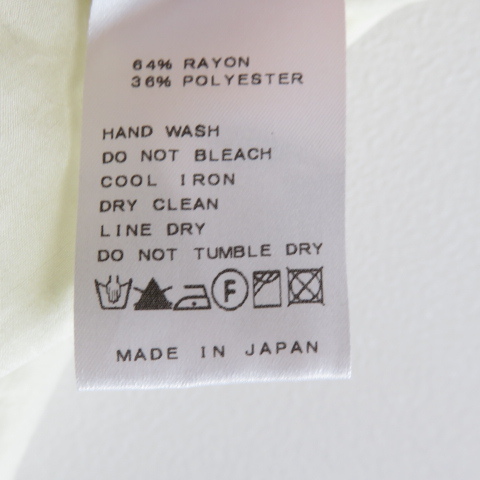 64% RAYON
36% POLYESTER
HAND WASH
DO NOT BLEACH
COOL IRON
DRY CLEAN
LINE DRY
DO NOT TUMBLE DRY
F
MADE IN JAPAN